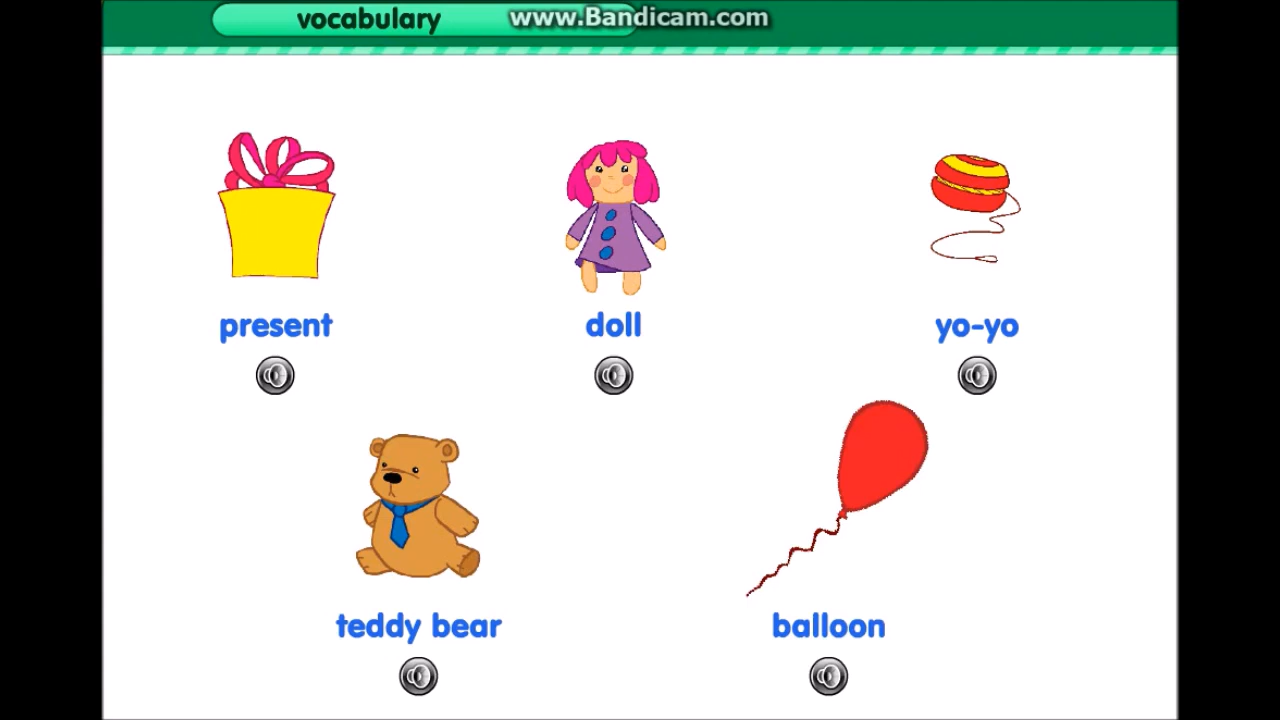 vocabulary
www.Bandicam.com
present
doll
yo-yo
teddy bear
balloon